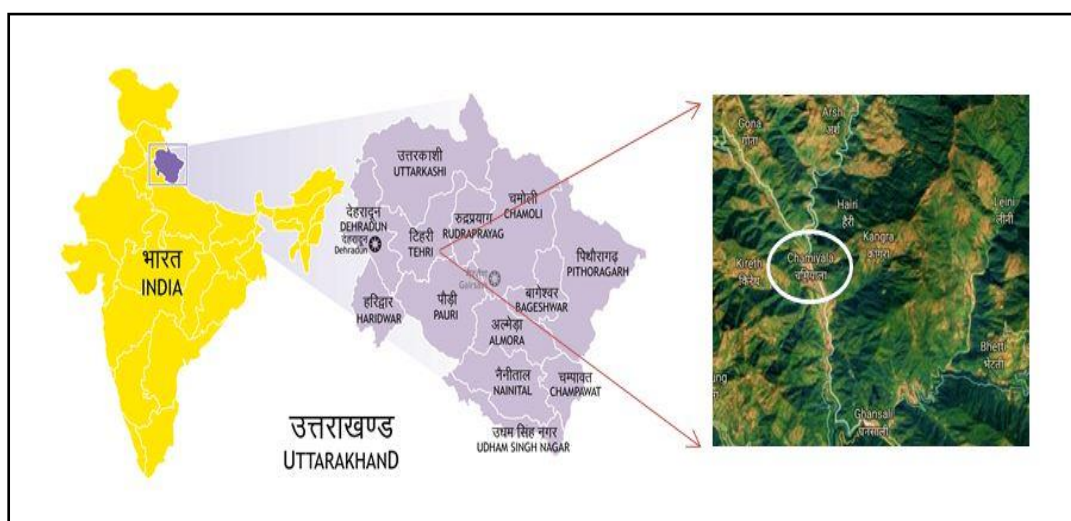 भारत
INDIA
उत्तराखण्ड
UTTARAKHAND
उत्तरकाशी
UTTARKASHI
चमोली
CHAMOLI
देहरादून
DEHRADUN
देहरादून
Dehradun
टिहरी
TEHRI
रुद्रप्रयाग
RUDRAPRAYAG
पिथौरागढ़
PITHORAGARH
हरिद्वार
HARIDWAR
पौड़ी
PAURI
बागेश्वर
BAGESHWAR
अल्मोड़ा
ALMORA
नैनीताल
NAINITAL
चम्पावत
CHAMPAWAT
उधम सिंह नगर
UDHAM SINGH NAGAR
Gona
Arsh
अर्श
Hairi
हैरी
Leini
लैनी
Kangra
कांगरा
Chamiyala
चमियाला
Kireth
किरेथ
Bhetti
भेटती
Ghansali
घनसाली